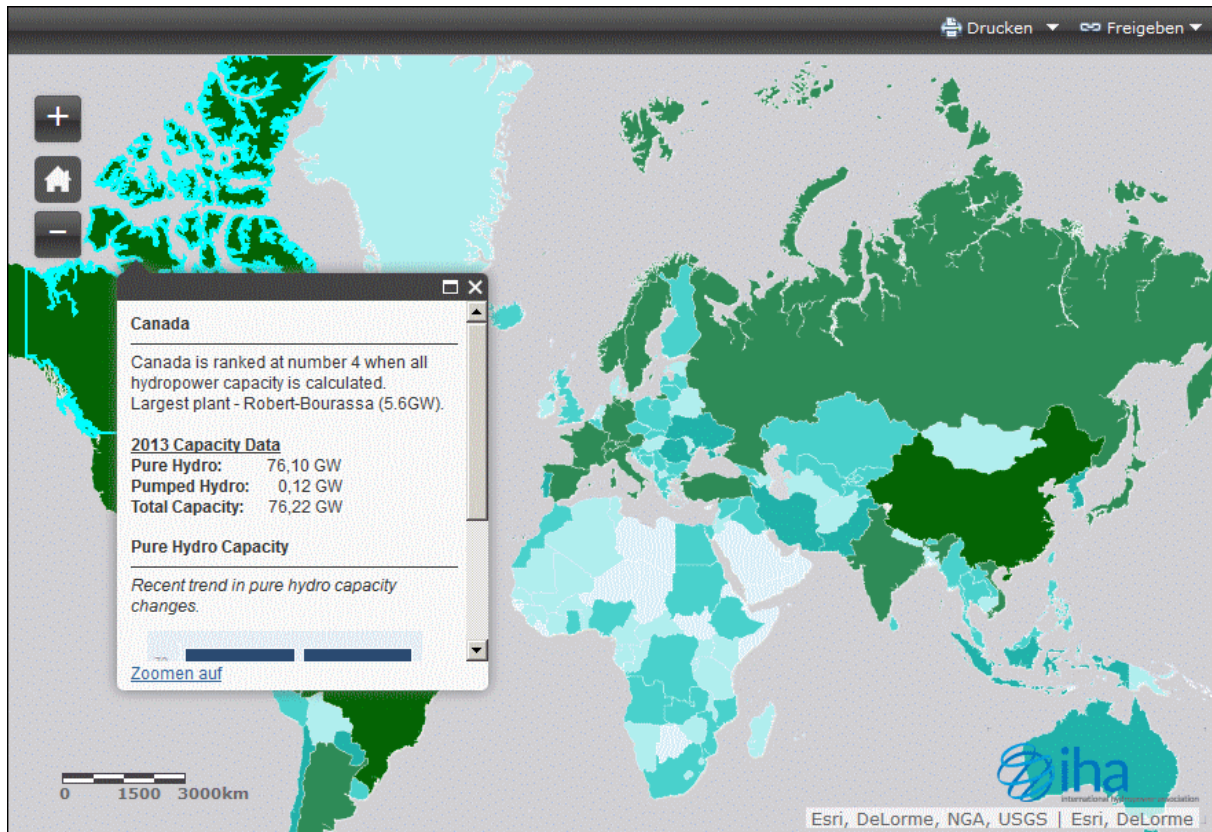 Drucken Freigeben
+
−
Canada
Canada is ranked at number 4 when all
hydropower capacity is calculated.
Largest plant - Robert-Bourassa (5.6GW).
2013 Capacity Data
Pure Hydro: 76,10 GW
Pumped Hydro: 0,12 GW
Total Capacity: 76,22 GW
Pure Hydro Capacity
Recent trend in pure hydro capacity
changes.
Zoomen auf
0 1500 3000km
iha
international hydropower association
Esri, DeLorme, NGA, USGS | Esri, DeLorme